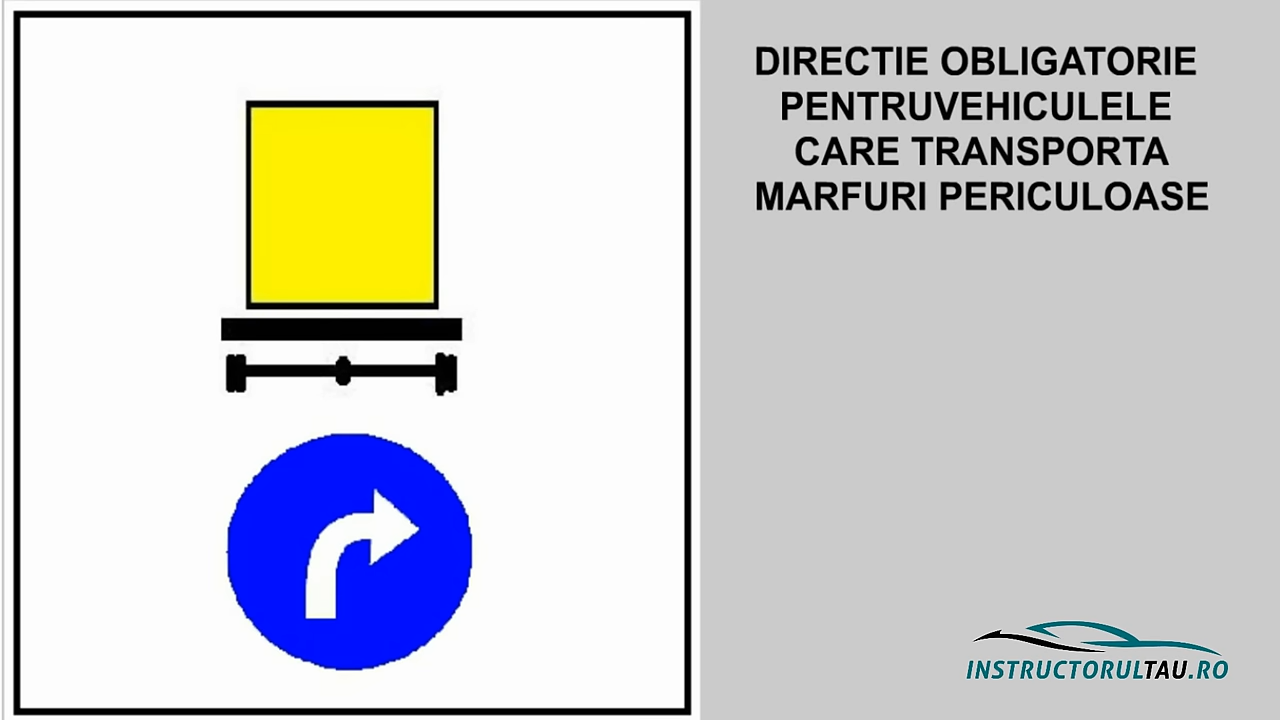 DIRECTIE OBLIGATORIE
PENTRUVEHICULELE
CARE TRANSPORTA
MARFURI PERICULOASE
INSTRUCTORULTAU.RO